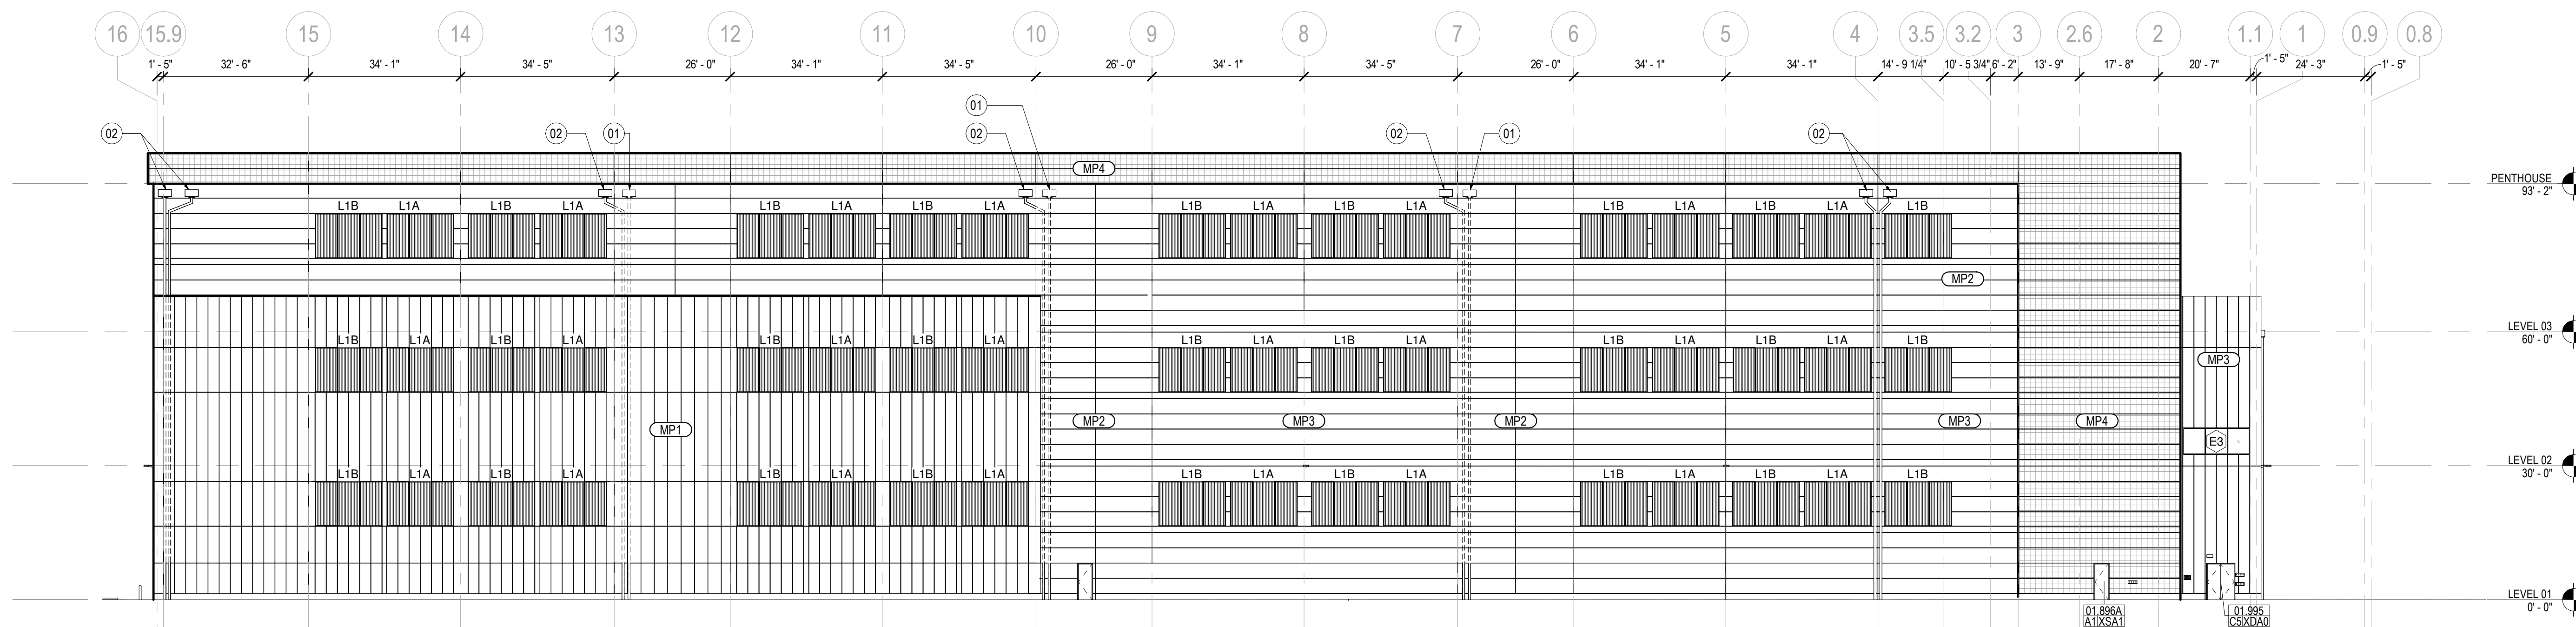 16 15.9 15 14 13 12 11 10 9 8 7 6 5 4 3.5 3.2 3 2.6 2 1.1 1 0.9 0.8
1' - 5" 32' - 6" 34' - 1" 34' - 5" 26' - 0" 34' - 1" 34' - 5" 26' - 0" 34' - 1" 34' - 5" 26' - 0" 34' - 1" 34' - 1" 14' - 9 1/4" 10' - 5 3/4" 6' - 2" 13' - 9" 17' - 8" 20' - 7" 1' - 5" 24' - 3" 1' - 5"
01
02 02 01 02 02 01 02
MP4
PENTHOUSE
93' - 2"
L1B L1A L1B L1A L1B L1A L1B L1A L1B L1A L1B L1A L1B L1A L1B L1A L1B
MP2
LEVEL 03
60' - 0"
L1B L1A L1B L1A L1B L1A L1B L1A L1B L1A L1B L1A L1B L1A L1B L1A L1B
MP3
MP1 MP2 MP3 MP2 MP3 MP4
E3
LEVEL 02
30' - 0"
L1B L1A L1B L1A L1B L1A L1B L1A L1B L1A L1B L1A L1B L1A L1B L1A L1B
LEVEL 01
0' - 0"
01.896A 01.995
A1 XSA1 C5 XDA0